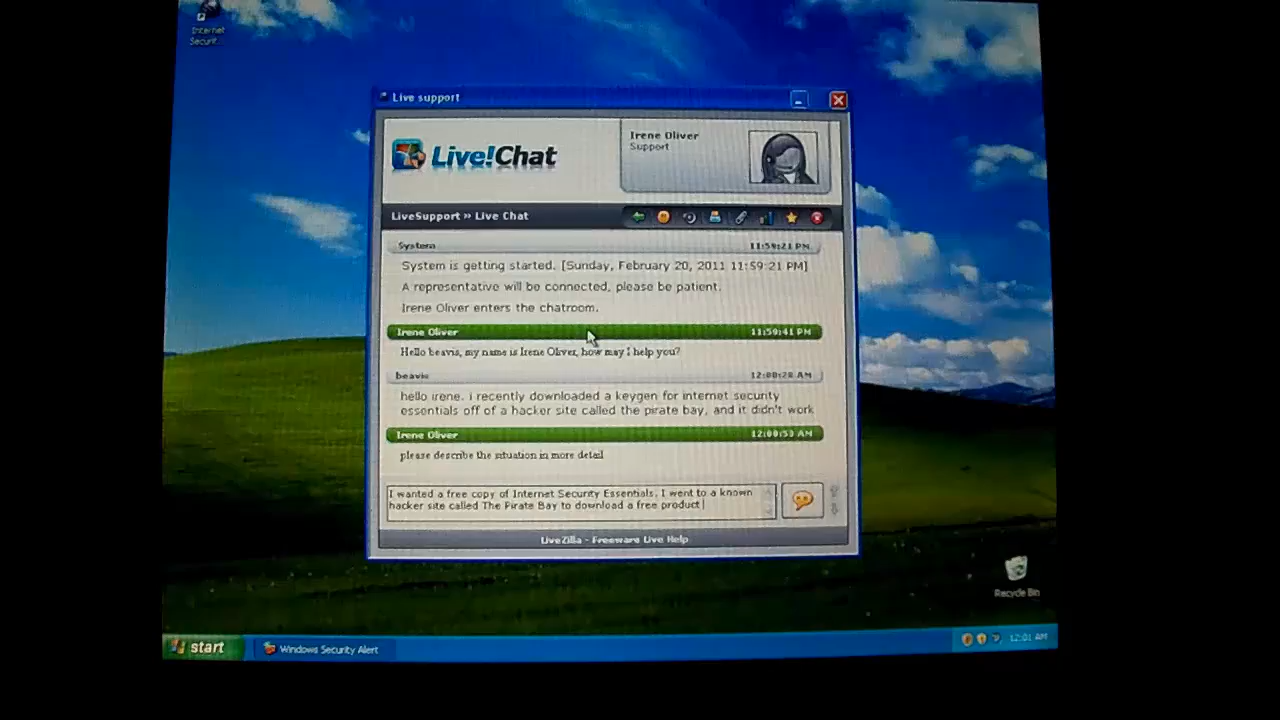 Internet
Securit...
Live support
Live!Chat
Irene Oliver
Support
LiveSupport » Live Chat
System 11:59:21 PM
System is getting started. [Sunday, February 20, 2011 11:59:21 PM]
A representative will be connected, please be patient.
Irene Oliver enters the chatroom.
Irene Oliver 11:59:41 PM
Hello beavis, my name is Irene Oliver, how may I help you?
beavis 12:00:28 AM
hello irene. i recently downloaded a keygen for internet security
essentials off of a hacker site called the pirate bay, and it didn't work
Irene Oliver 12:00:53 AM
please describe the situation in more detail
I wanted a free copy of Internet Security Essentials. I went to a known
hacker site called The Pirate Bay to download a free product
LiveZilla - Freeware Live Help
Recycle Bin
start
Windows Security Alert
12:01 AM